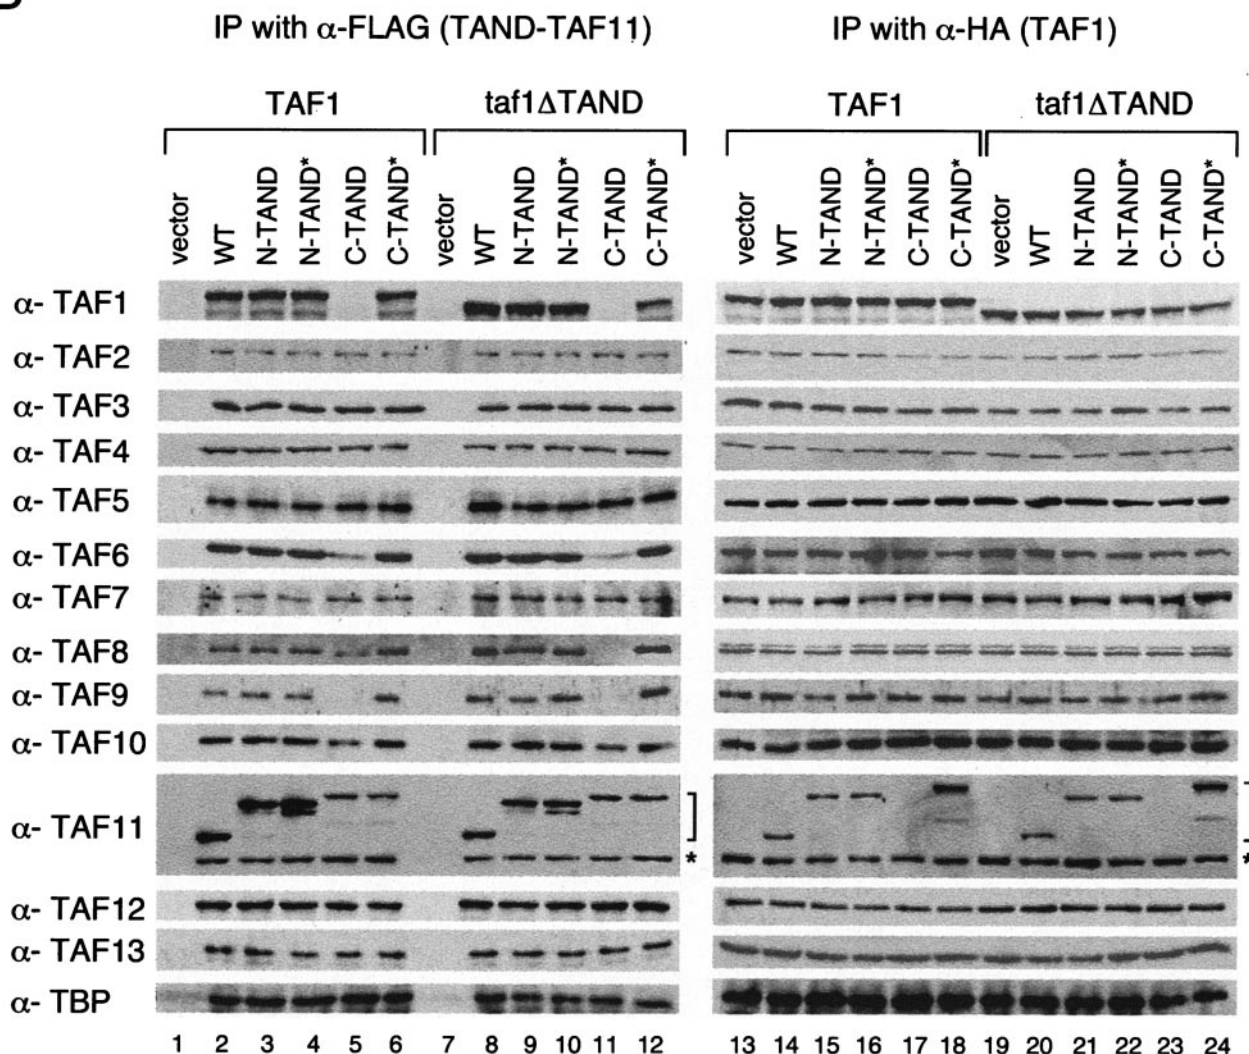 IP with α-FLAG (TAND-TAF11) IP with α-HA (TAF1)
TAF1 taf1ΔTAND TAF1 taf1ΔTAND
vector WT N-TAND N-TAND* C-TAND C-TAND* vector WT N-TAND N-TAND* C-TAND C-TAND* vector WT N-TAND N-TAND* C-TAND C-TAND* vector WT N-TAND N-TAND* C-TAND C-TAND*
α- TAF1
α- TAF2
α- TAF3
α- TAF4
α- TAF5
α- TAF6
α- TAF7
α- TAF8
α- TAF9
α- TAF10
α- TAF11
* *
α- TAF12
α- TAF13
α- TBP
1 2 3 4 5 6 7 8 9 10 11 12 13 14 15 16 17 18 19 20 21 22 23 24